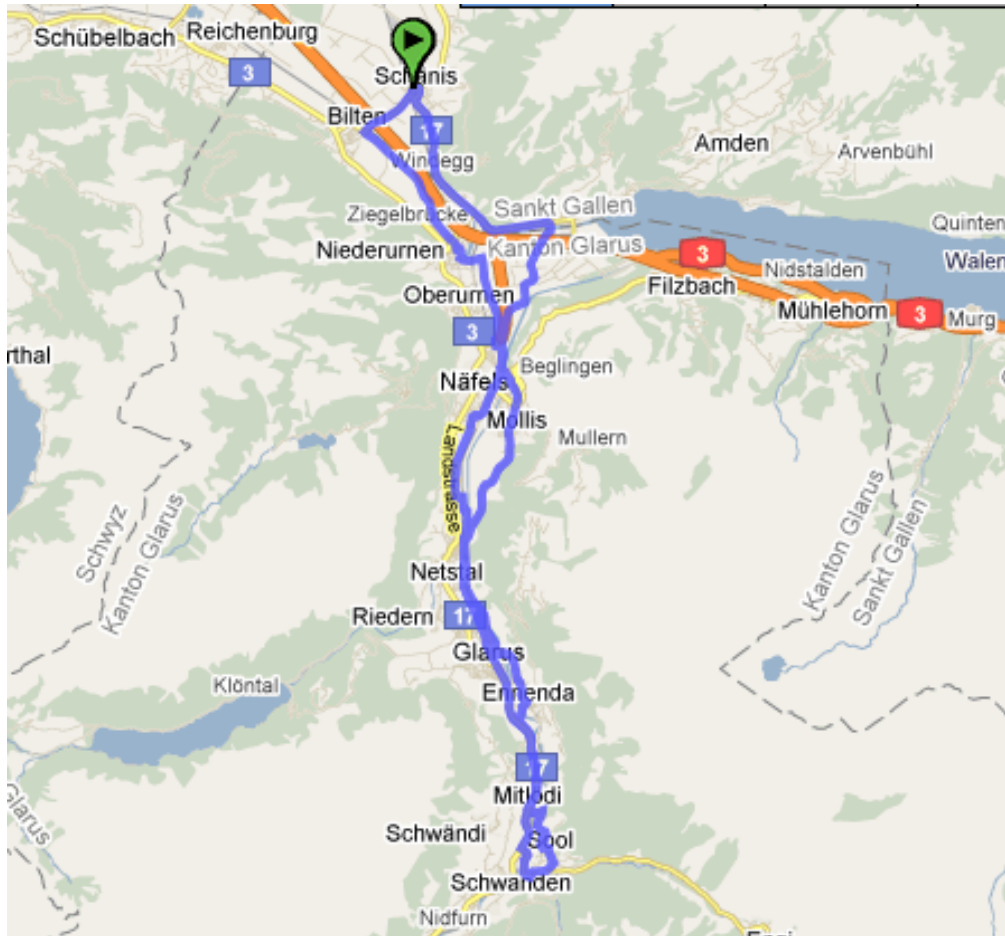 Schübelbach
Reichenburg
3
Schänis
Bilten
17
Windegg
Amden
Arvenbühl
Ziegelbrücke
Sankt Gallen
Kanton Glarus
Quinten
Niederurnen
Walen
3
Nidstalden
Oberurnen
Filzbach
Mühlehorn
3
Murg
3
rthal
Beglingen
Näfels
Mollis
Mullern
Landstrasse
Schwyz
Kanton Glarus
Kanton Glarus
Sankt Gallen
Netstal
Riedern
17
Glarus
Klöntal
Ennenda
17
Mitlödi
Glarus
Schwändi
Sool
Schwanden
Nidfurn